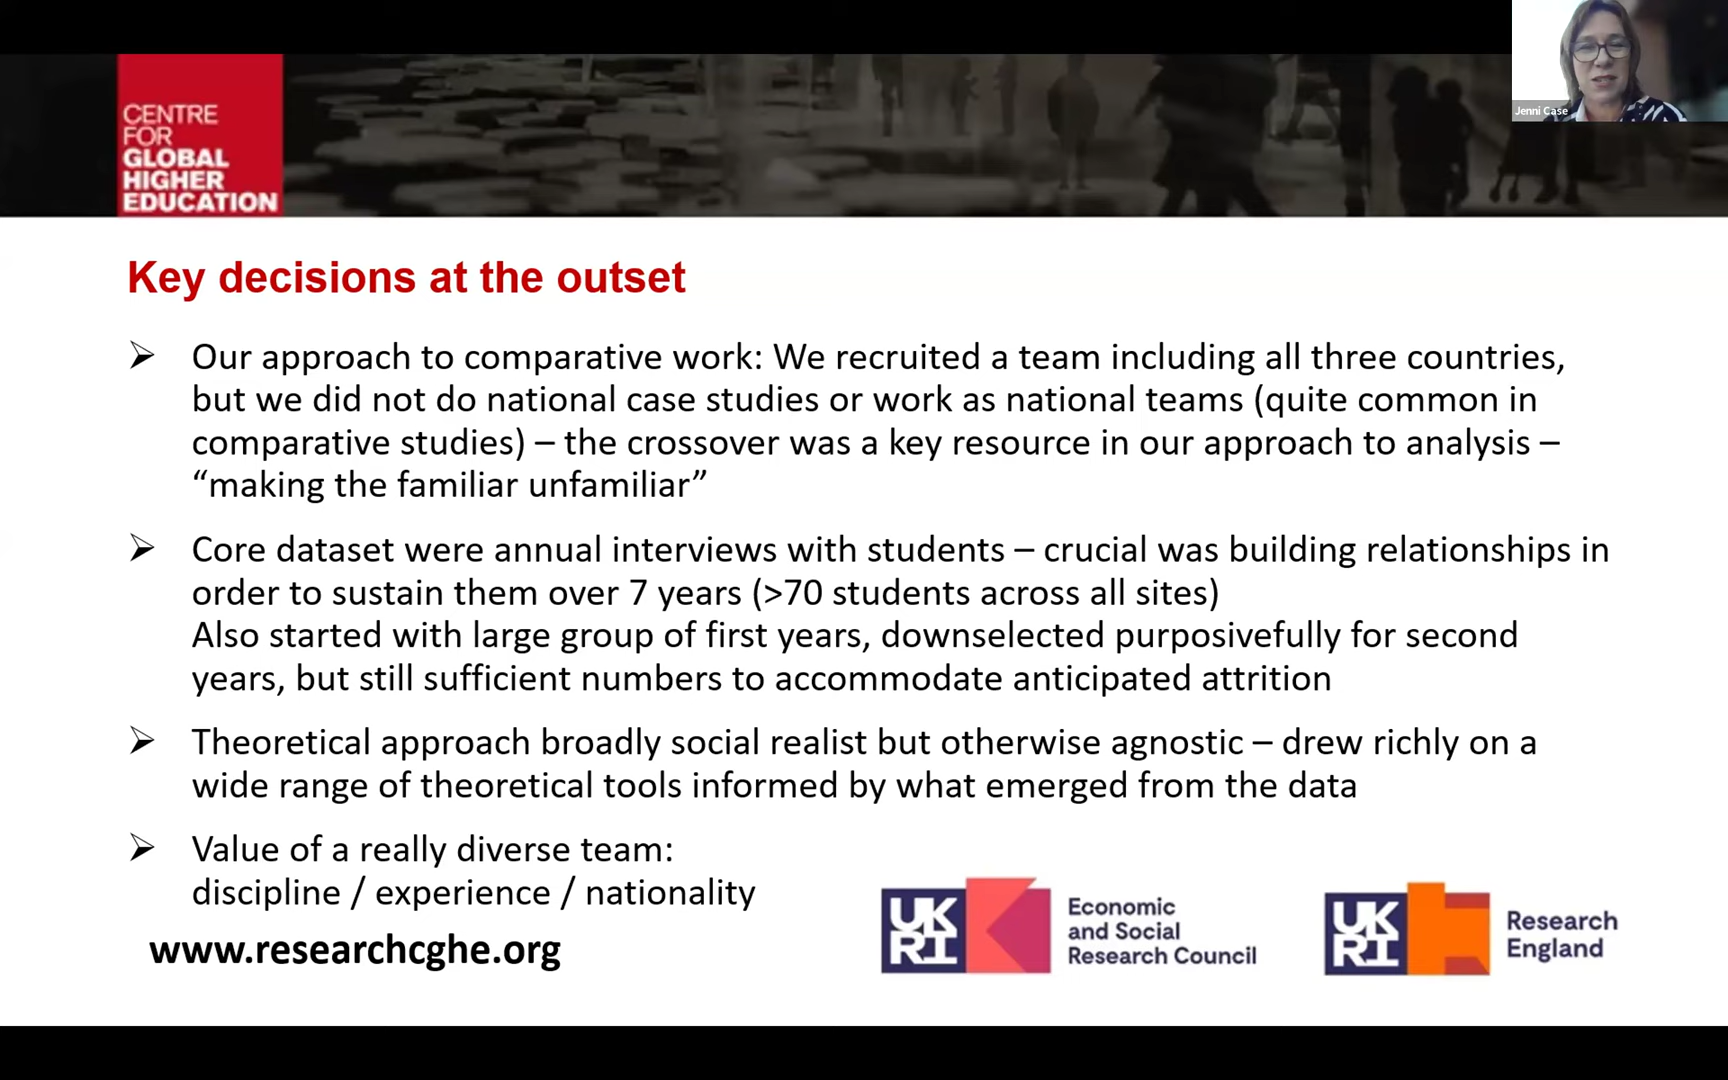 Jenni Case
CENTRE
FOR
GLOBAL
HIGHER
EDUCATION
Key decisions at the outset
Our approach to comparative work: We recruited a team including all three countries,
but we did not do national case studies or work as national teams (quite common in
comparative studies) – the crossover was a key resource in our approach to analysis –
“making the familiar unfamiliar”
Core dataset were annual interviews with students – crucial was building relationships in
order to sustain them over 7 years (>70 students across all sites)
Also started with large group of first years, downselected purposivefully for second
years, but still sufficient numbers to accommodate anticipated attrition
Theoretical approach broadly social realist but otherwise agnostic – drew richly on a
wide range of theoretical tools informed by what emerged from the data
Value of a really diverse team:
discipline / experience / nationality
www.researchcghe.org
UK
RI
Economic
and Social
Research Council
UK
RI
Research
England